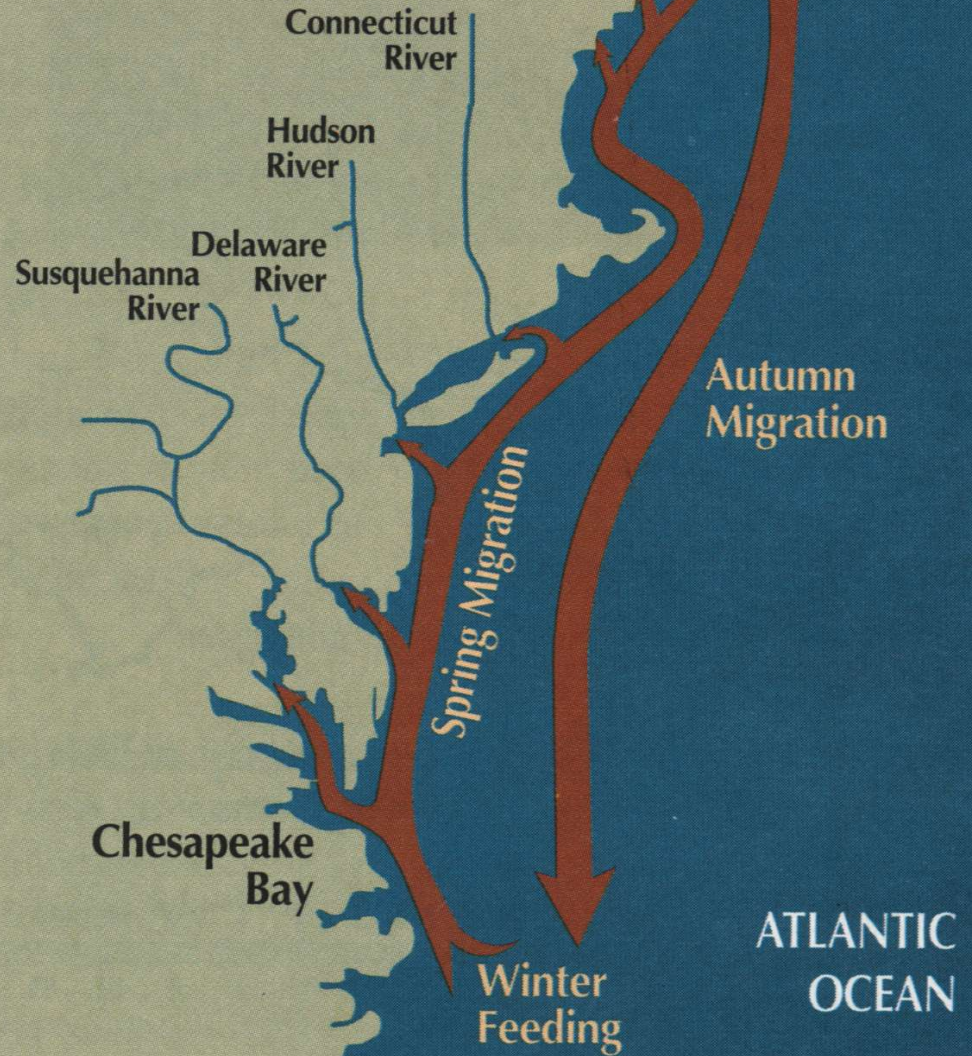 Connecticut
River
Hudson
River
Delaware
River
Susquehanna
River
Autumn
Migration
Spring Migration
Chesapeake
Bay
ATLANTIC
OCEAN
Winter
Feeding